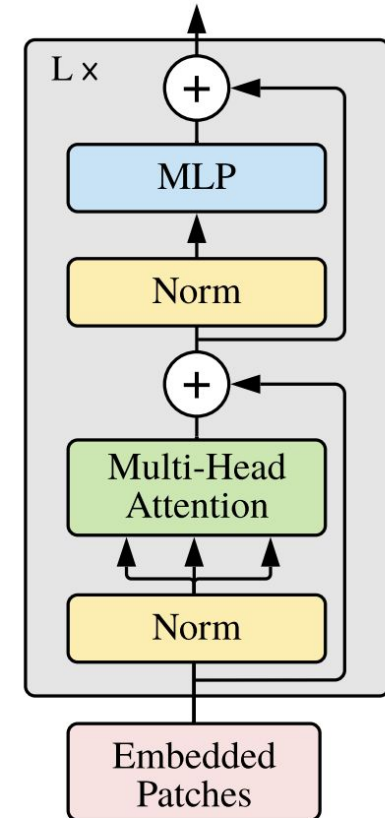 L ×
+
MLP
Norm
+
Multi-Head
Attention
Norm
Embedded
Patches